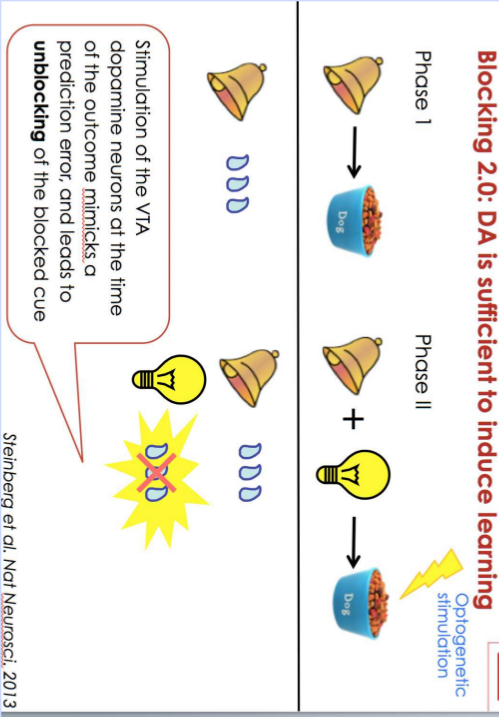 Blocking 2.0: DA is sufficient to induce learning
Phase 1
Phase II
Optogenetic
stimulation
Dog
+
Dog
Stimulation of the VTA
dopamine neurons at the time
of the outcome mimicks a
prediction error, and leads to
unblocking of the blocked cue
Steinberg et al. Nat Neurosci, 2013